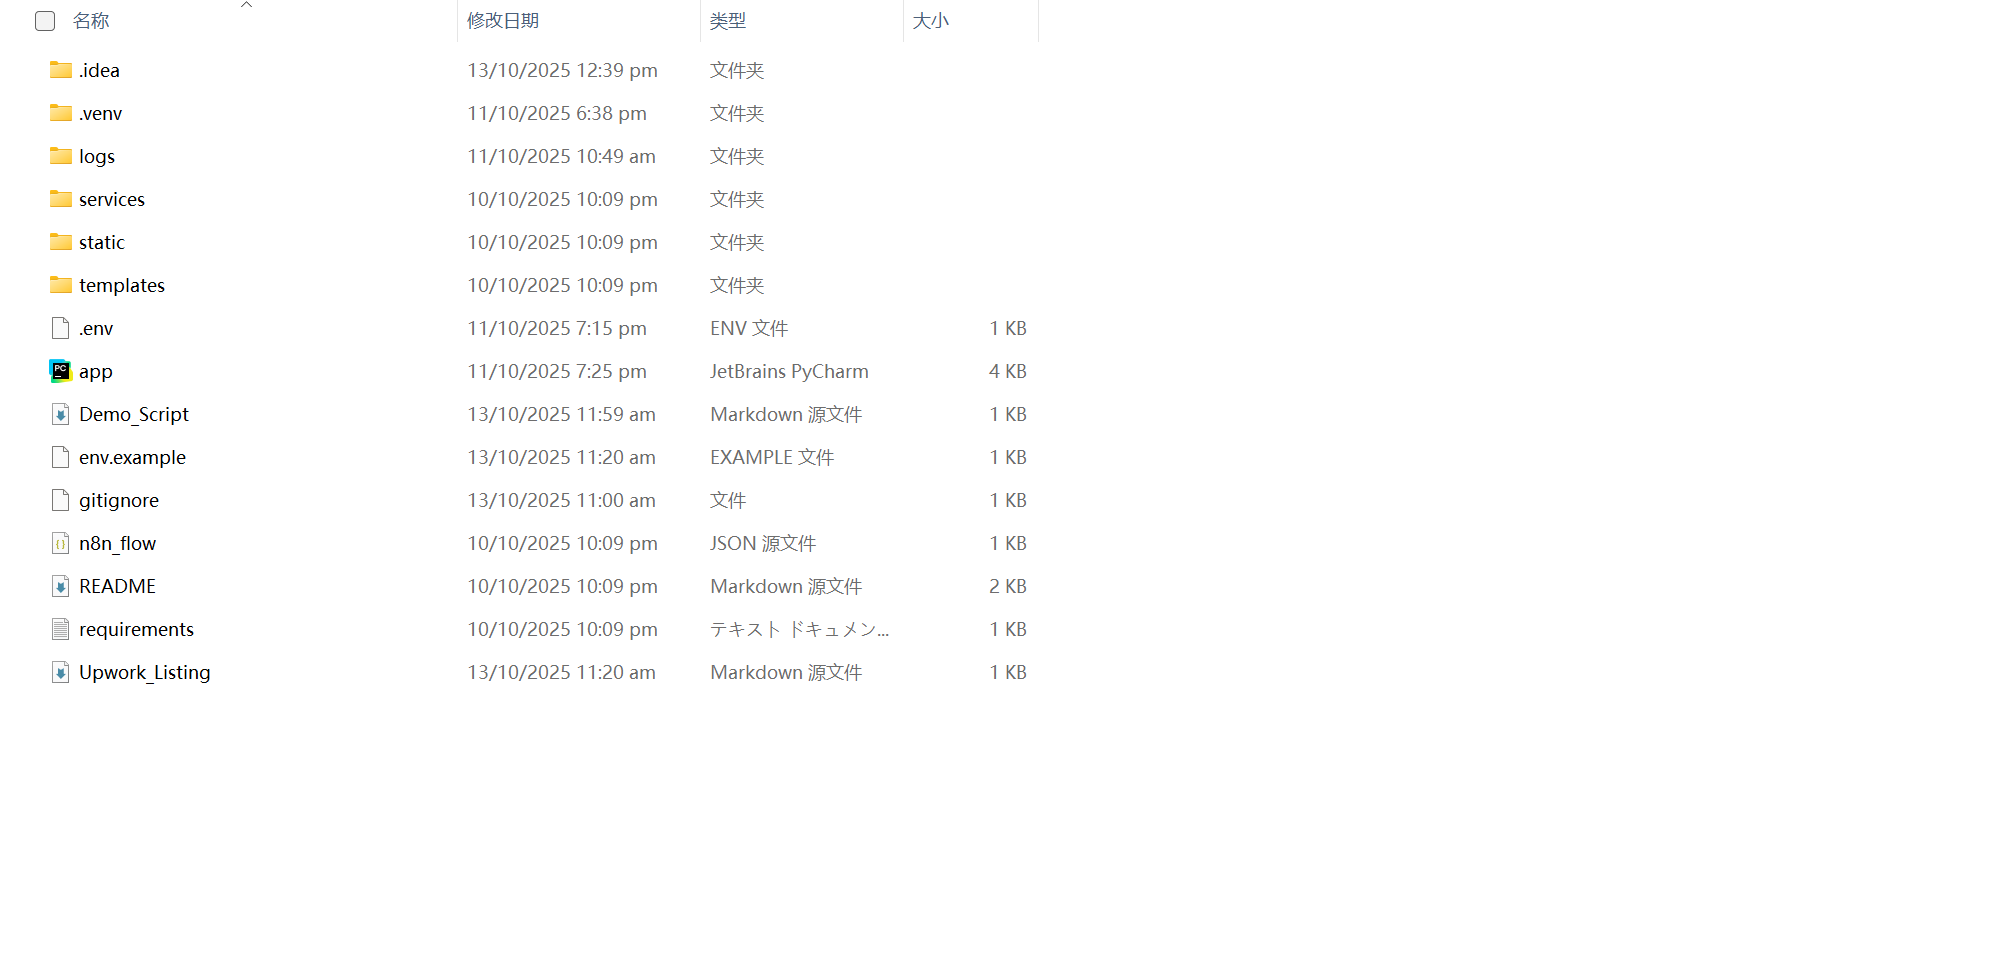 名称 修改日期 类型 大小
.idea 13/10/2025 12:39 pm 文件夹
.venv 11/10/2025 6:38 pm 文件夹
logs 11/10/2025 10:49 am 文件夹
services 10/10/2025 10:09 pm 文件夹
static 10/10/2025 10:09 pm 文件夹
templates 10/10/2025 10:09 pm 文件夹
.env 11/10/2025 7:15 pm ENV 文件 1 KB
PC app 11/10/2025 7:25 pm JetBrains PyCharm 4 KB
Demo_Script 13/10/2025 11:59 am Markdown 源文件 1 KB
env.example 13/10/2025 11:20 am EXAMPLE 文件 1 KB
gitignore 13/10/2025 11:00 am 文件 1 KB
n8n_flow 10/10/2025 10:09 pm JSON 源文件 1 KB
README 10/10/2025 10:09 pm Markdown 源文件 2 KB
requirements 10/10/2025 10:09 pm テキスト ドキュメン... 1 KB
Upwork_Listing 13/10/2025 11:20 am Markdown 源文件 1 KB